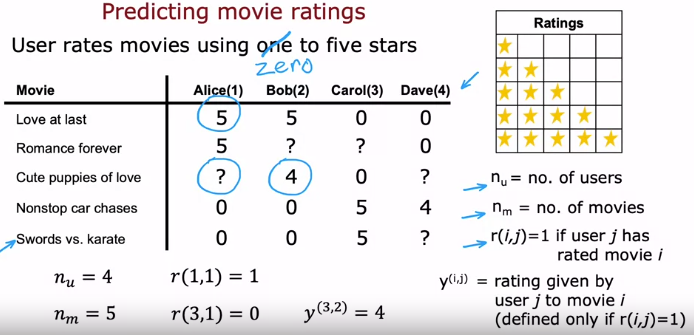 Predicting movie ratings
User rates movies using one to five stars
zero
Movie Alice(1) Bob(2) Carol(3) Dave(4)
Love at last 5 5 0 0
Romance forever 5 ? ? 0
Cute puppies of love ? 4 0 ?
Nonstop car chases 0 0 5 4
Swords vs. karate 0 0 5 ?
Ratings
n_u = no. of users
n_m = no. of movies
r(i,j)=1 if user j has
rated movie i
y^(i,j) = rating given by
user j to movie i
(defined only if r(i,j)=1)
n_u = 4 r(1,1) = 1
n_m = 5 r(3,1) = 0 y^(3,2) = 4